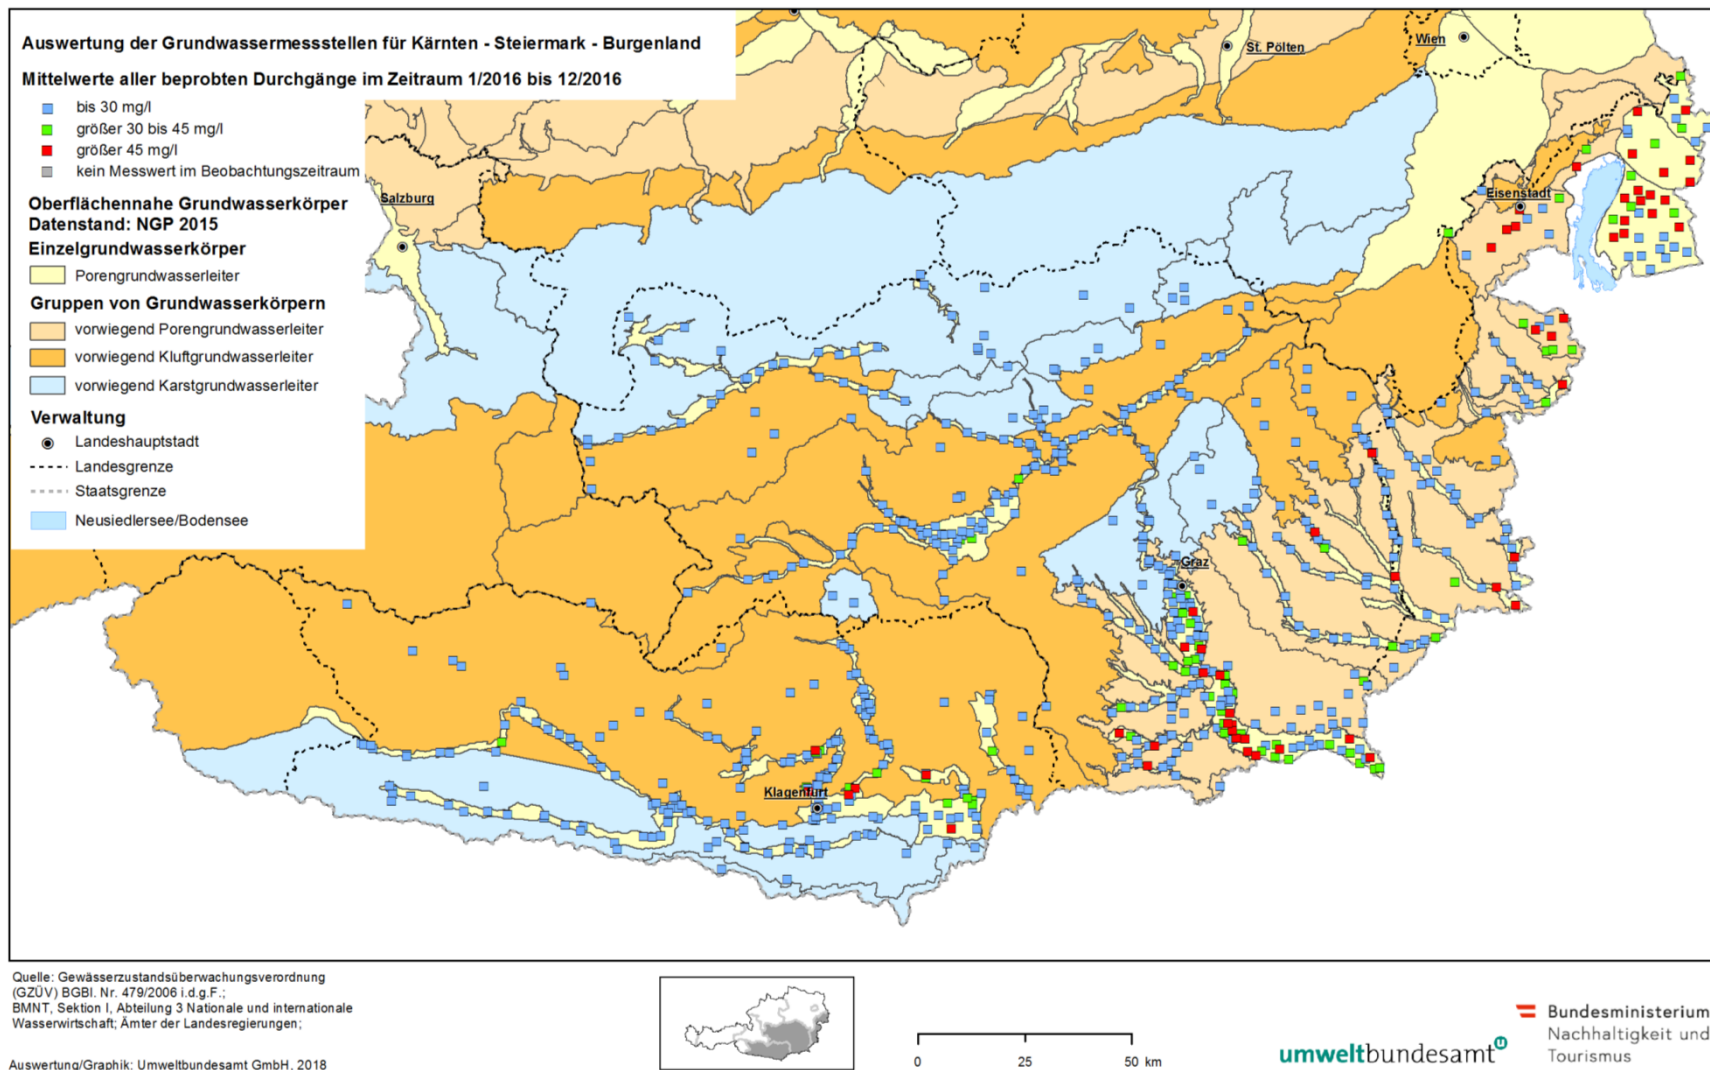 Auswertung der Grundwassermessstellen für Kärnten - Steiermark - Burgenland
Mittelwerte aller beprobten Durchgänge im Zeitraum 1/2016 bis 12/2016
bis 30 mg/l
größer 30 bis 45 mg/l
größer 45 mg/l
kein Messwert im Beobachtungszeitraum
Oberflächennahe Grundwasserkörper
Datenstand: NGP 2015
Einzelgrundwasserkörper
Porengrundwasserleiter
Gruppen von Grundwasserkörpern
vorwiegend Porengrundwasserleiter
vorwiegend Kluftgrundwasserleiter
vorwiegend Karstgrundwasserleiter
Verwaltung
Landeshauptstadt
Landesgrenze
Staatsgrenze
Neusiedlersee/Bodensee
St. Pölten
Wien
Salzburg
Eisenstadt
Graz
Klagenfurt
Quelle: Gewässerzustandsüberwachungsverordnung
(GZÜV) BGBl. Nr. 479/2006 i.d.g.F.;
BMNT, Sektion I, Abteilung 3 Nationale und internationale
Wasserwirtschaft; Ämter der Landesregierungen;
Auswertung/Graphik: Umweltbundesamt GmbH, 2018
0 25 50 km
umweltbundesamt u
Bundesministerium
Nachhaltigkeit und
Tourismus